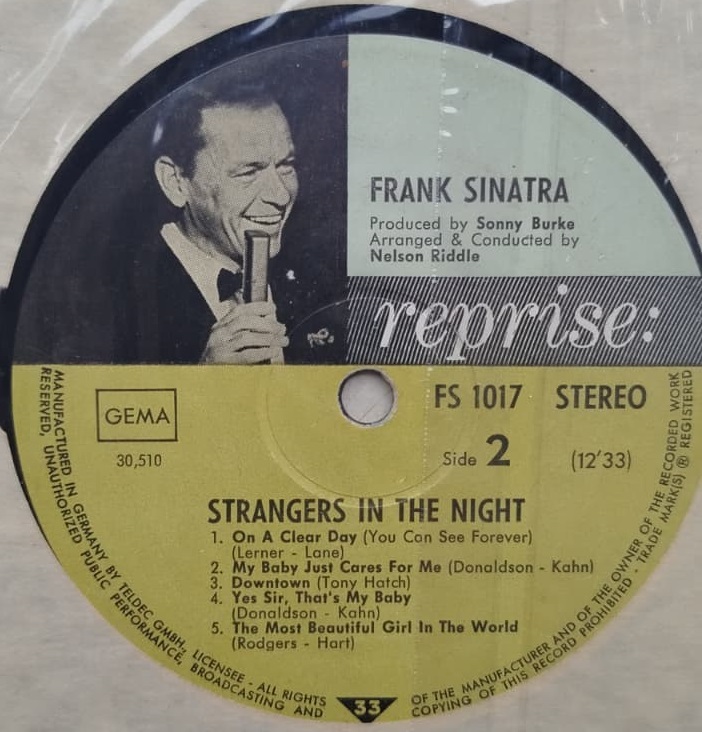 FRANK SINATRA
Produced by Sonny Burke
Arranged & Conducted by
Nelson Riddle
reprise:
GEMA
30,510
FS 1017 STEREO
Side 2 (12'33)
STRANGERS IN THE NIGHT
1. On A Clear Day (You Can See Forever)
(Lerner - Lane)
2. My Baby Just Cares For Me (Donaldson - Kahn)
3. Downtown (Tony Hatch)
4. Yes Sir, That's My Baby
(Donaldson - Kahn)
5. The Most Beautiful Girl In The World
(Rodgers - Hart)
MANUFACTURED IN GERMANY BY TELDEC GMBH., LICENSEE - ALL RIGHTS
RESERVED, UNAUTHORIZED PUBLIC PERFORMANCE, BROADCASTING AND
33
OF THE MANUFACTURER AND OF THE OWNER OF THE RECORDED WORK
COPYING OF THIS RECORD PROHIBITED - TRADE MARK(S) ® REGISTERED